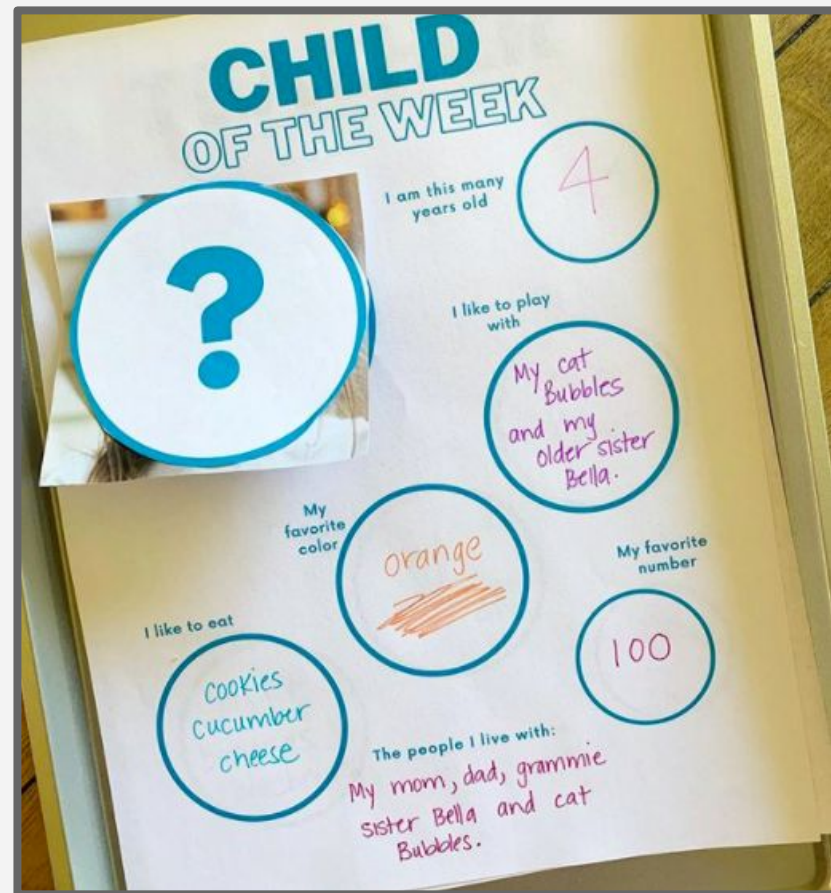 CHILD
OF THE WEEK
?
I am this many
years old
4
I like to play
with
My cat
Bubbles
and my
older sister
Bella.
My
favorite
color
orange
My favorite
number
100
I like to eat
cookies
cucumber
cheese
The people I live with:
My mom, dad, grammie
sister Bella and cat
Bubbles.